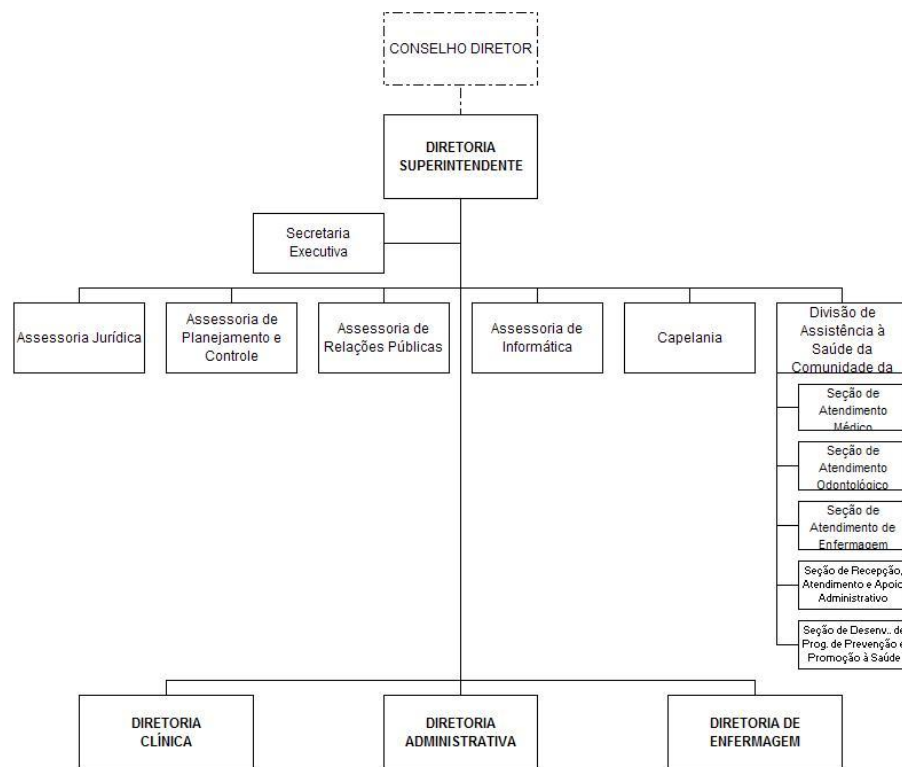 CONSELHO DIRETOR
DIRETORIA
SUPERINTENDENTE
Secretaria
Executiva
Assessoria Jurídica
Assessoria de
Planejamento e
Controle
Assessoria de
Relações Públicas
Assessoria de
Informática
Capelania
Divisão de
Assistência à
Saúde da
Comunidade da
Seção de
Atendimento
Médico
Seção de
Atendimento
Odontológico
Seção de
Atendimento de
Enfermagem
Seção de Recepção,
Atendimento e Apoio
Administrativo
Seção de Desenv.. de
Prog. de Prevenção e
Promoção à Saúde
DIRETORIA
CLÍNICA
DIRETORIA
ADMINISTRATIVA
DIRETORIA DE
ENFERMAGEM